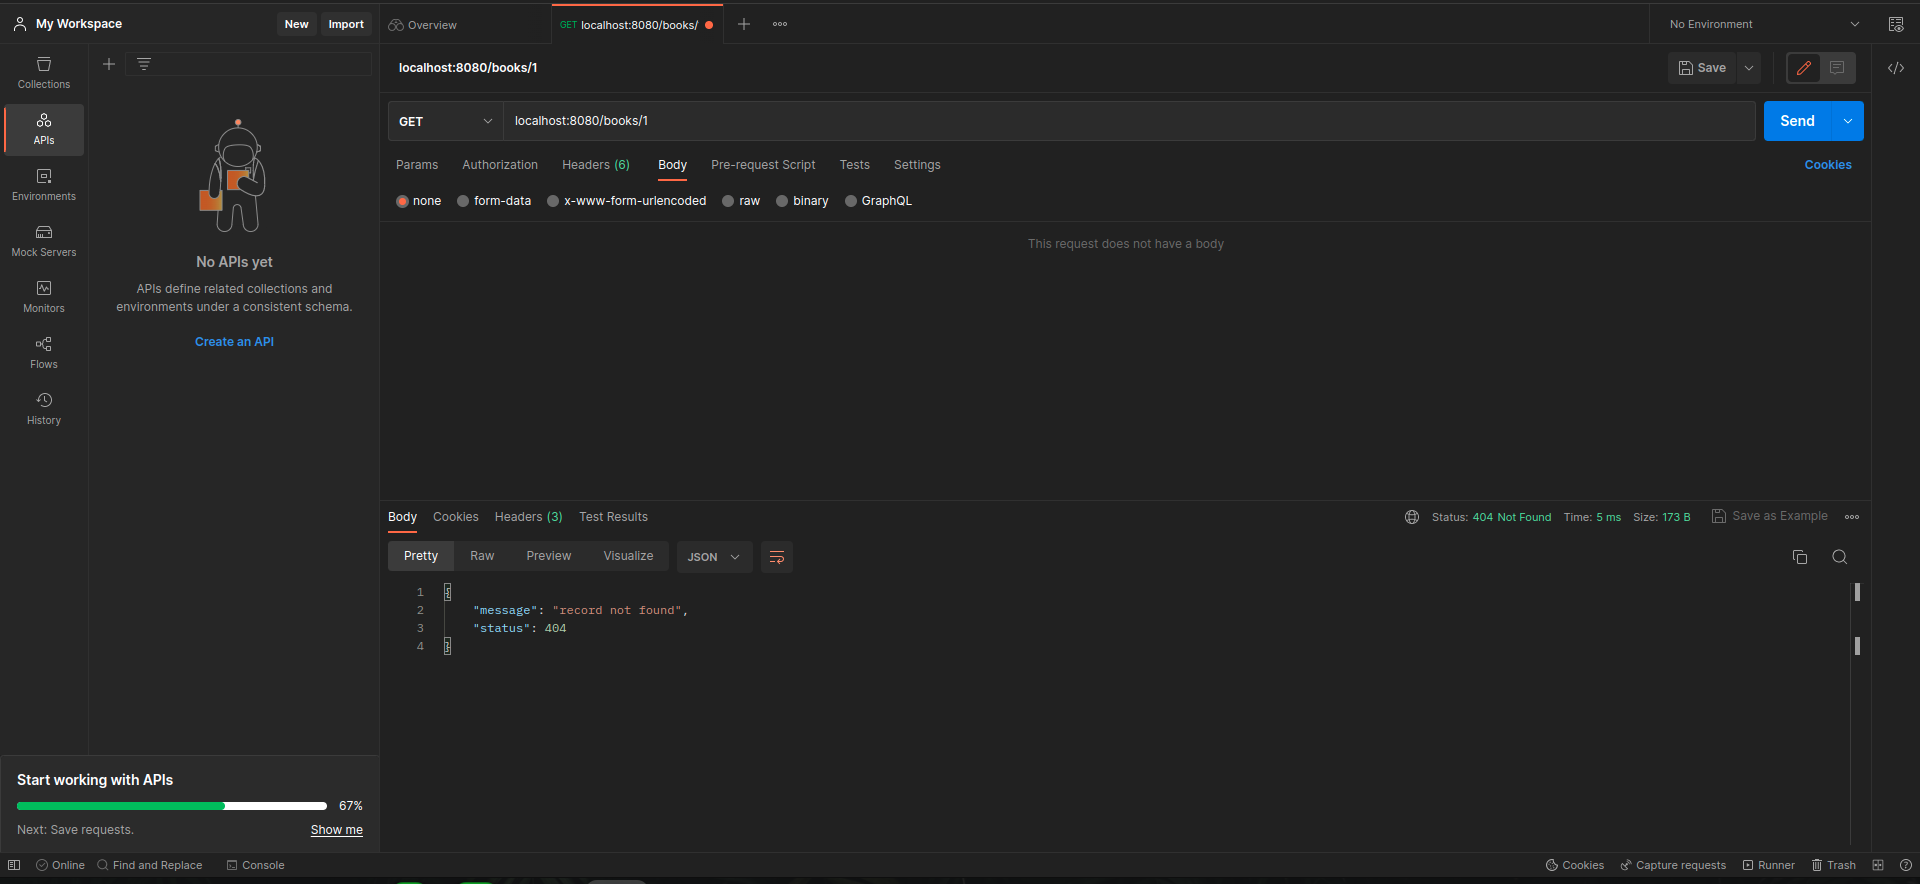 My Workspace
New
Import
Overview
GET localhost:8080/books/
No Environment
Collections
APIs
Environments
Mock Servers
Monitors
Flows
History
No APIs yet
APIs define related collections and
environments under a consistent schema.
Create an API
Start working with APIs
67%
Next: Save requests.
Show me
localhost:8080/books/1
Save
GET
localhost:8080/books/1
Send
Params Authorization Headers (6) Body Pre-request Script Tests Settings
Cookies
none form-data x-www-form-urlencoded raw binary GraphQL
This request does not have a body
Body Cookies Headers (3) Test Results
Status: 404 Not Found Time: 5 ms Size: 173 B
Save as Example
Pretty Raw Preview Visualize JSON
1 {
2 "message": "record not found",
3 "status": 404
4 }
Online Find and Replace Console
Cookies Capture requests Runner Trash